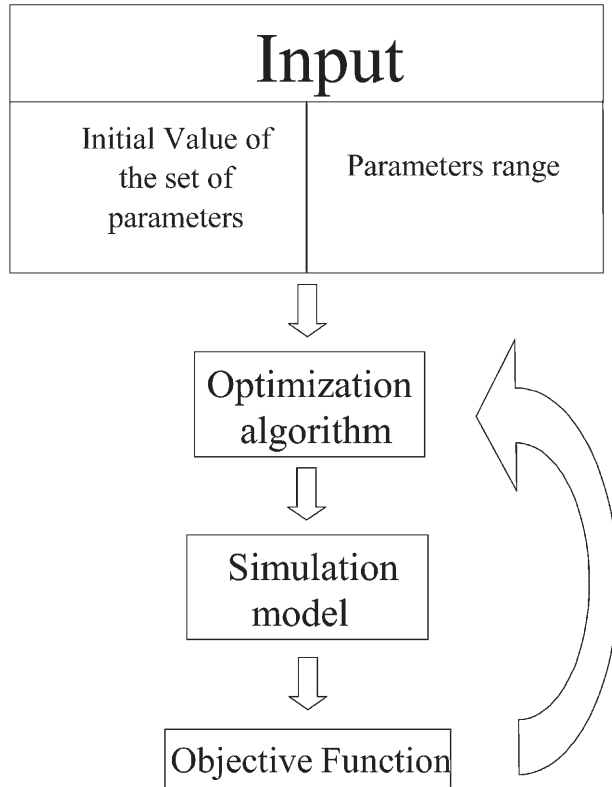 Input
Initial Value of
the set of
parameters
Parameters range
Optimization
algorithm
Simulation
model
Objective Function